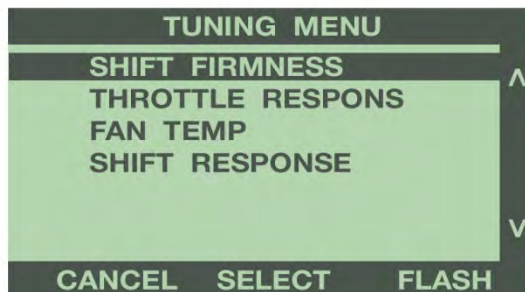 TUNING MENU
SHIFT FIRMNESS
THROTTLE RESPONS
FAN TEMP
SHIFT RESPONSE
CANCEL SELECT FLASH